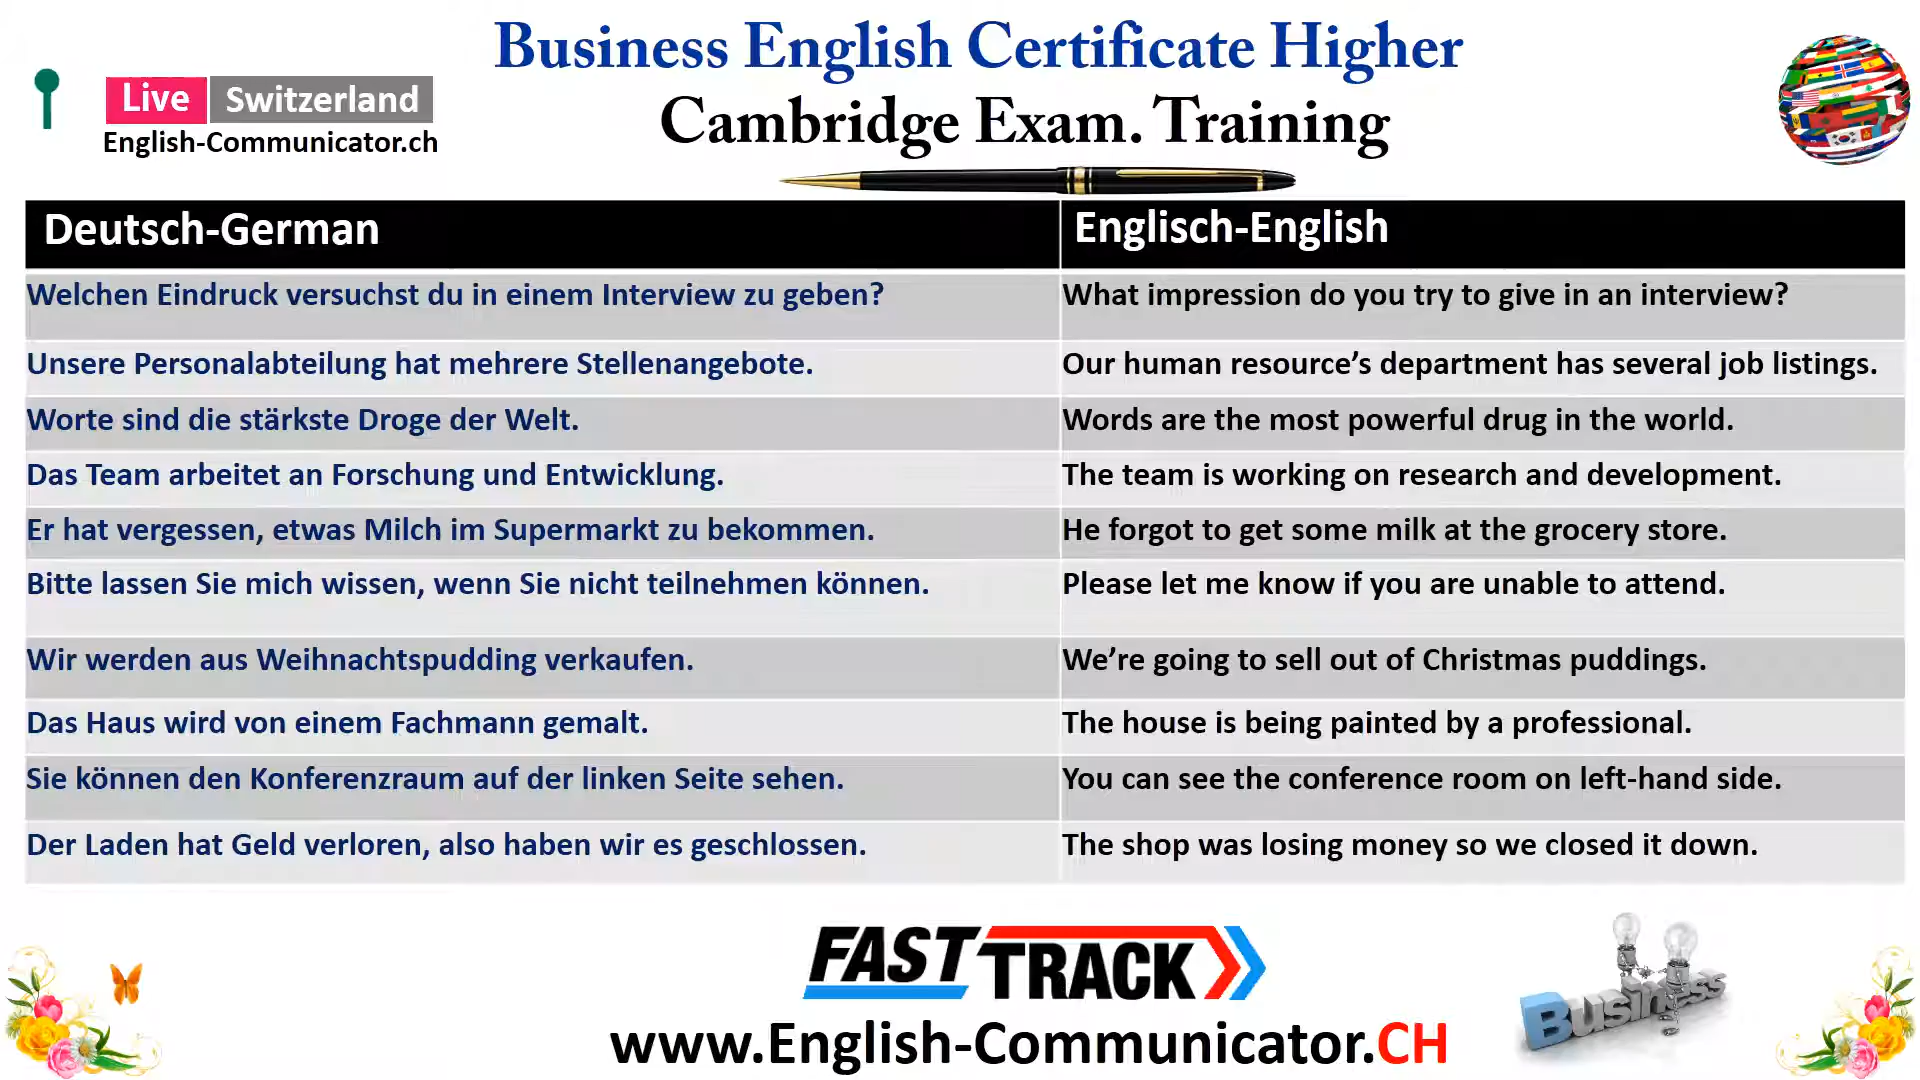 Business English Certificate Higher
Live Switzerland
Cambridge Exam. Training
English-Communicator.ch
Deutsch-German Englisch-English
Welchen Eindruck versuchst du in einem Interview zu geben? What impression do you try to give in an interview?
Unsere Personalabteilung hat mehrere Stellenangebote. Our human resource’s department has several job listings.
Worte sind die stärkste Droge der Welt. Words are the most powerful drug in the world.
Das Team arbeitet an Forschung und Entwicklung. The team is working on research and development.
Er hat vergessen, etwas Milch im Supermarkt zu bekommen. He forgot to get some milk at the grocery store.
Bitte lassen Sie mich wissen, wenn Sie nicht teilnehmen können. Please let me know if you are unable to attend.
Wir werden aus Weihnachtspudding verkaufen. We’re going to sell out of Christmas puddings.
Das Haus wird von einem Fachmann gemalt. The house is being painted by a professional.
Sie können den Konferenzraum auf der linken Seite sehen. You can see the conference room on left-hand side.
Der Laden hat Geld verloren, also haben wir es geschlossen. The shop was losing money so we closed it down.
FAST TRACK
Business
www.English-Communicator.CH